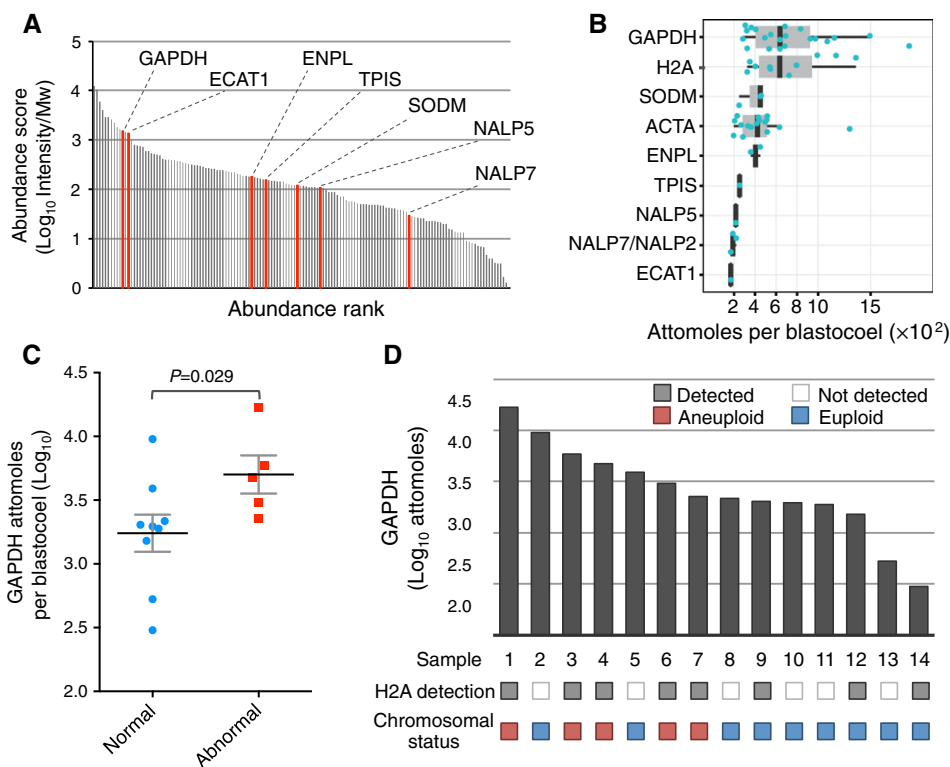 A
Abundance score
(Log10 Intensity/Mw)
5
4
3
2
1
0
GAPDH
ECAT1
ENPL
TPIS
SODM
NALP5
NALP7
Abundance rank
B
GAPDH
H2A
SODM
ACTA
ENPL
TPIS
NALP5
NALP7/NALP2
ECAT1
2 4 6 8 10 15
Attomoles per blastocoel (×10²)
C
GAPDH attomoles
per blastocoel (Log10)
4.5
4.0
3.5
3.0
2.5
2.0
P=0.029
Normal
Abnormal
D
GAPDH
(Log10 attomoles)
4.5
4.0
3.5
3.0
2.5
2.0
Detected
Not detected
Aneuploid
Euploid
Sample 1 2 3 4 5 6 7 8 9 10 11 12 13 14
H2A detection
Chromosomal
status